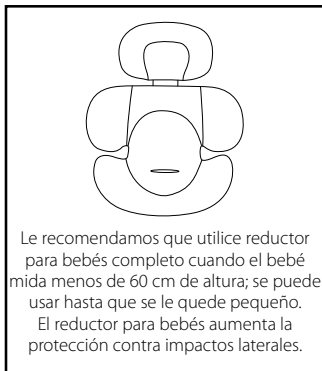 Le recomendamos que utilice reductor
para bebés completo cuando el bebé
mida menos de 60 cm de altura; se puede
usar hasta que se le quede pequeño.
El reductor para bebés aumenta la
protección contra impactos laterales.